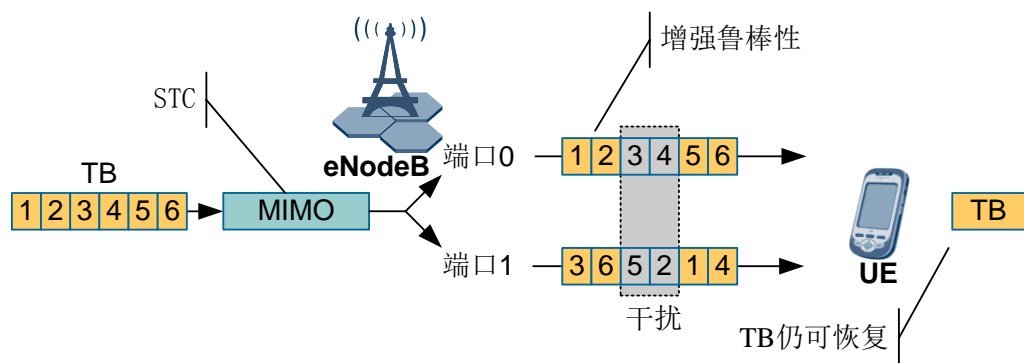 增强鲁棒性
STC
eNodeB
端口0
1 2 3 4 5 6
TB
1 2 3 4 5 6
MIMO
TB
端口1
3 6 5 2 1 4
UE
干扰
TB仍可恢复